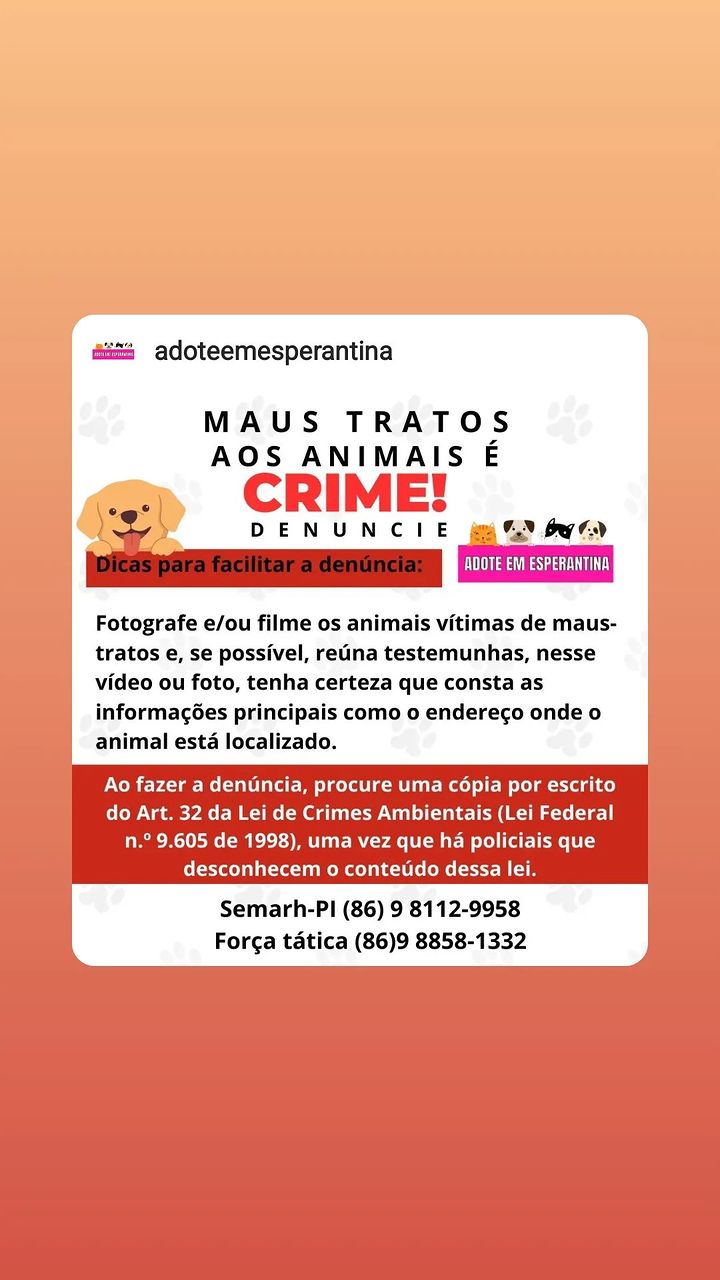 adoteemesperantina
MAUS TRATOS
AOS ANIMAIS É
CRIME!
DENUNCIE
ADOTE EM ESPERANTINA
Dicas para facilitar a denúncia:
Fotografe e/ou filme os animais vítimas de maus-
tratos e, se possível, reúna testemunhas, nesse
vídeo ou foto, tenha certeza que consta as
informações principais como o endereço onde o
animal está localizado.
Ao fazer a denúncia, procure uma cópia por escrito
do Art. 32 da Lei de Crimes Ambientais (Lei Federal
n.º 9.605 de 1998), uma vez que há policiais que
desconhecem o conteúdo dessa lei.
Semarh-PI (86) 9 8112-9958
Força tática (86)9 8858-1332